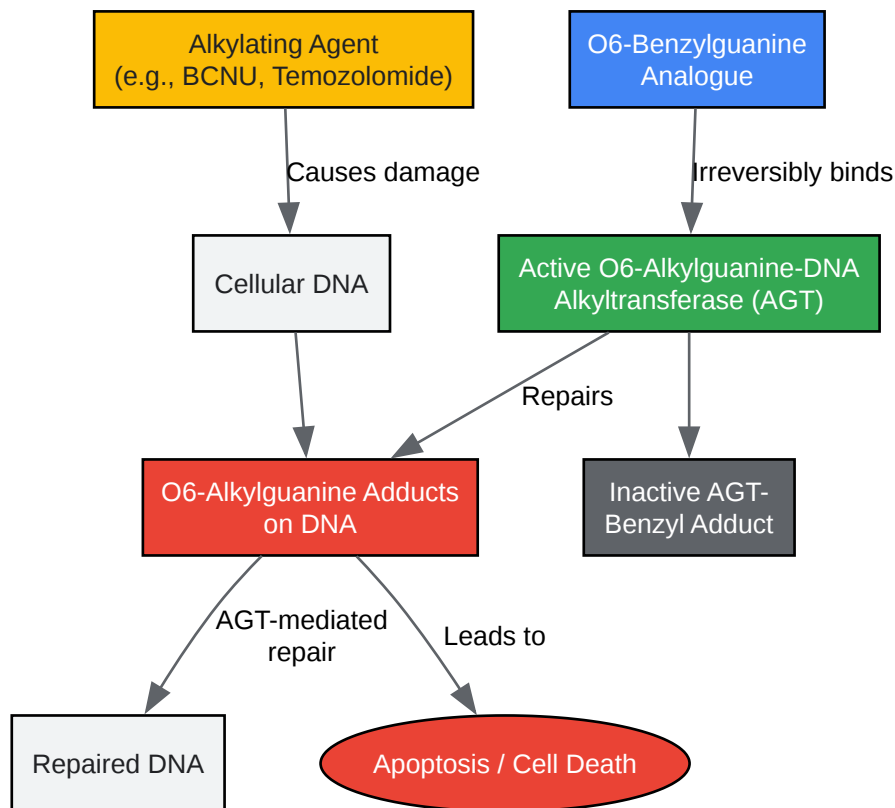 Alkylating Agent
(e.g., BCNU, Temozolomide)
O6-Benzylguanine
Analogue
Causes damage
Irreversibly binds
Cellular DNA
Active O6-Alkylguanine-DNA
Alkyltransferase (AGT)
Repairs
O6-Alkylguanine Adducts
on DNA
Inactive AGT-
Benzyl Adduct
AGT-mediated
repair
Leads to
Repaired DNA
Apoptosis / Cell Death